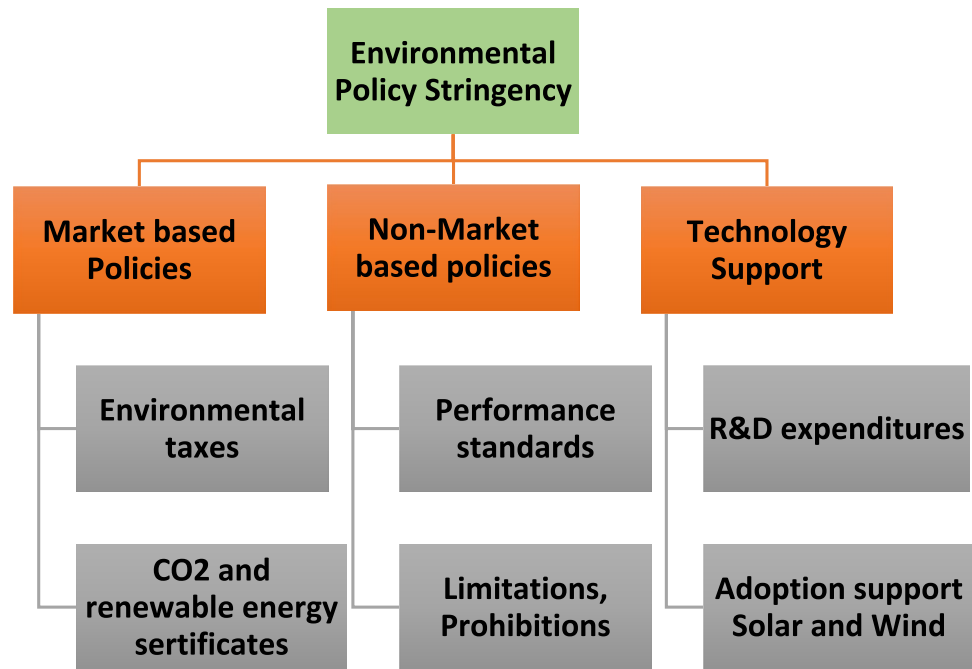 Environmental
Policy Stringency
Market based
Policies
Non-Market
based policies
Technology
Support
Environmental
taxes
Performance
standards
R&D expenditures
CO2 and
renewable energy
sertificates
Limitations,
Prohibitions
Adoption support
Solar and Wind